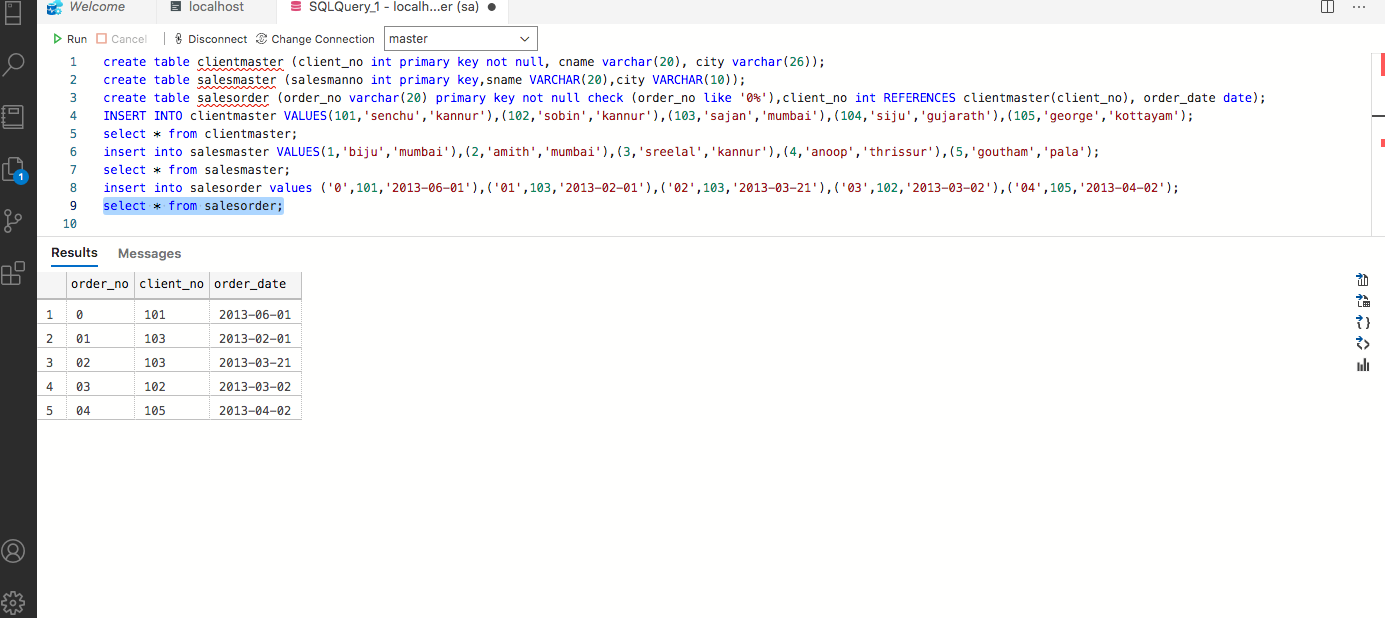 Welcome localhost SQLQuery_1 - localh...er (sa)
Run Cancel Disconnect Change Connection master
1 create table clientmaster (client_no int primary key not null, cname varchar(20), city varchar(26));
2 create table salesmaster (salesmanno int primary key,sname VARCHAR(20),city VARCHAR(10));
3 create table salesorder (order_no varchar(20) primary key not null check (order_no like '0%'),client_no int REFERENCES clientmaster(client_no), order_date date);
4 INSERT INTO clientmaster VALUES(101,'senchu','kannur'),(102,'sobin','kannur'),(103,'sajan','mumbai'),(104,'siju','gujarath'),(105,'george','kottayam');
5 select * from clientmaster;
6 insert into salesmaster VALUES(1,'biju','mumbai'),(2,'amith','mumbai'),(3,'sreelal','kannur'),(4,'anoop','thrissur'),(5,'goutham','pala');
7 select * from salesmaster;
8 insert into salesorder values ('0',101,'2013-06-01'),('01',103,'2013-02-01'),('02',103,'2013-03-21'),('03',102,'2013-03-02'),('04',105,'2013-04-02');
9 select * from salesorder;
10
1
Results Messages
order_no client_no order_date
1 0 101 2013-06-01
2 01 103 2013-02-01
3 02 103 2013-03-21
4 03 102 2013-03-02
5 04 105 2013-04-02